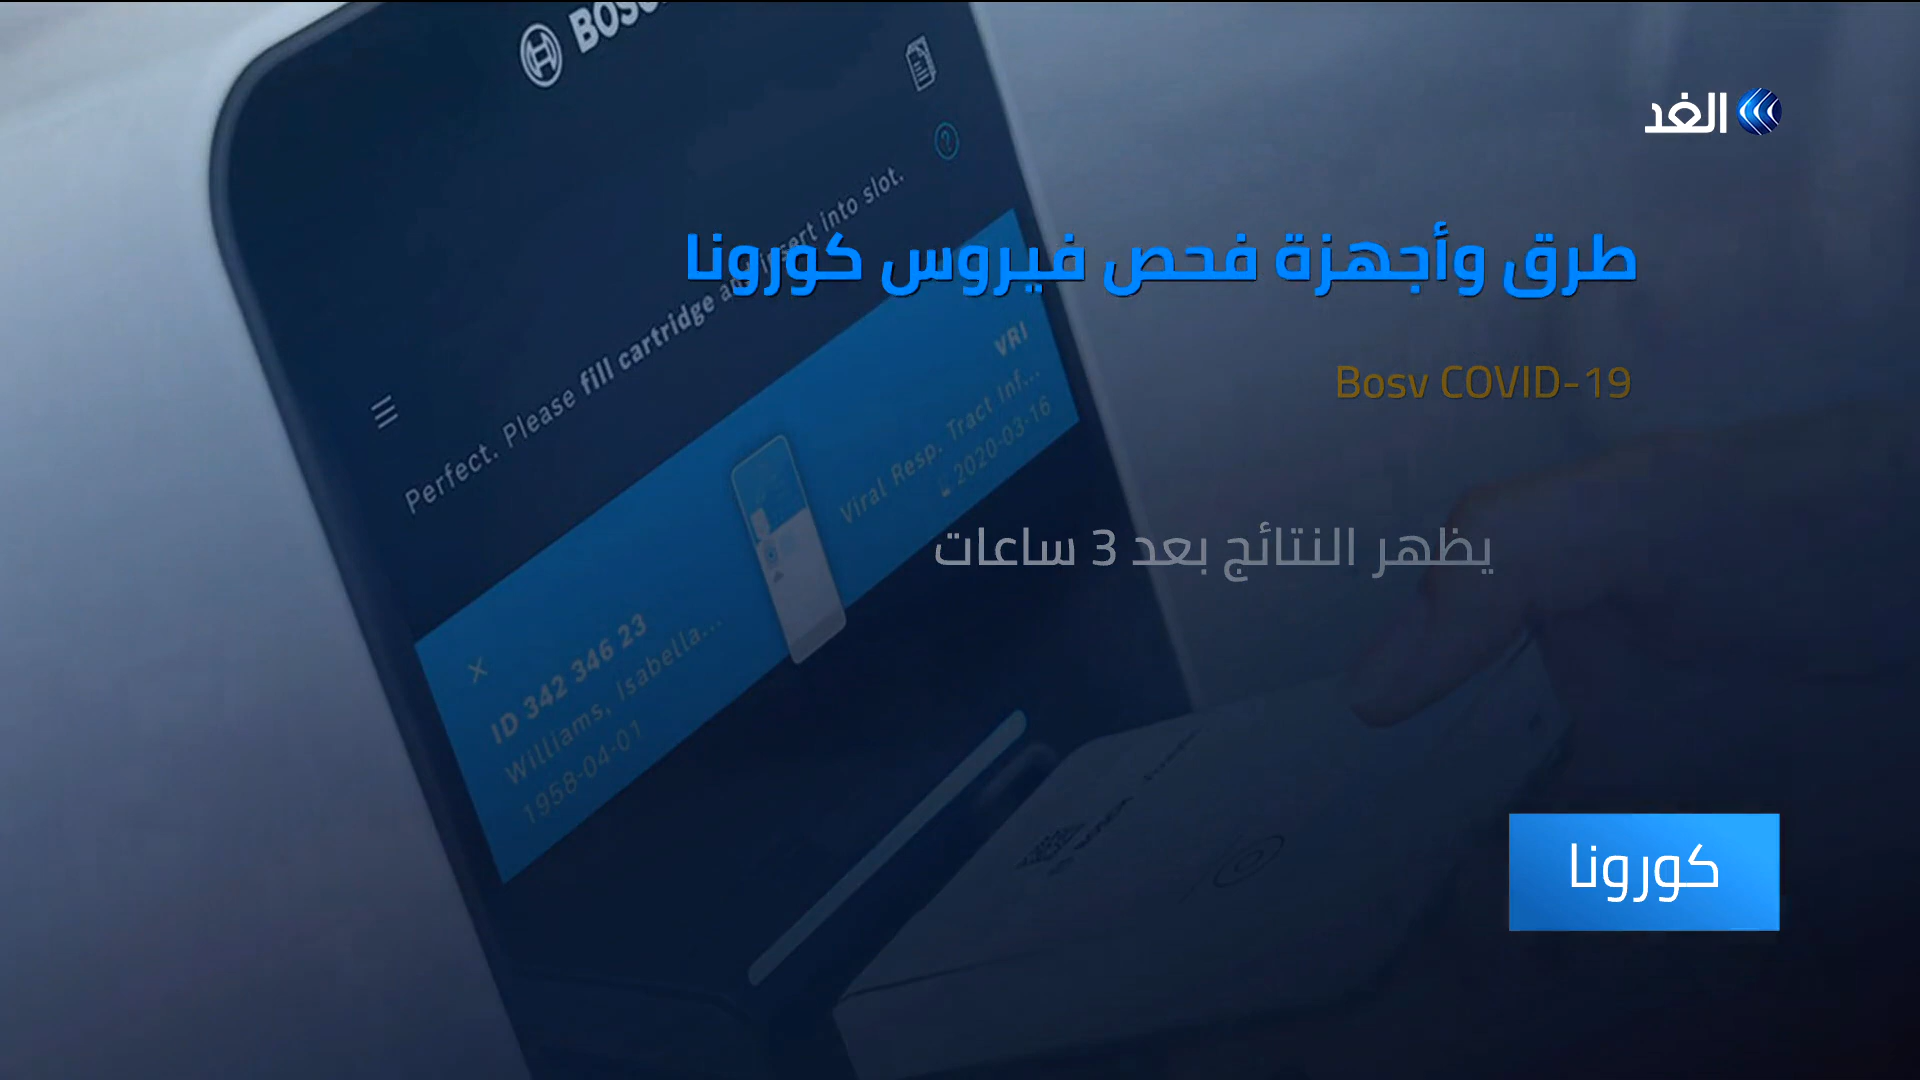 الغد
طرق وأجهزة فحص فيروس كورونا
Bosv COVID-19
يظهر النتائج بعد 3 ساعات
كورونا
Perfect. Please fill cartridge and insert into slot.
VRI
Viral Resp. Tract Inf...
2020-03-16
ID 342 346 23
Williams, Isabella...
1958-04-01